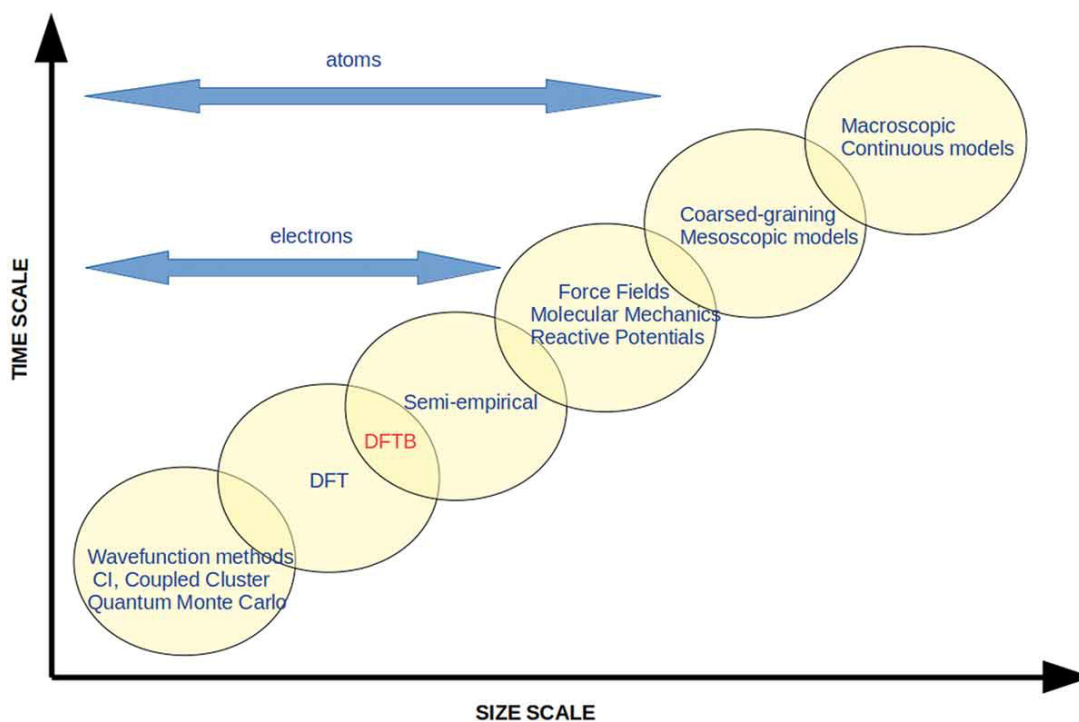 atoms
Macroscopic
Continuous models
Coarsed-graining
Mesoscopic models
electrons
Force Fields
Molecular Mechanics
Reactive Potentials
Semi-empirical
DFTB
DFT
Wavefunction methods
CI, Coupled Cluster
Quantum Monte Carlo
TIME SCALE
SIZE SCALE